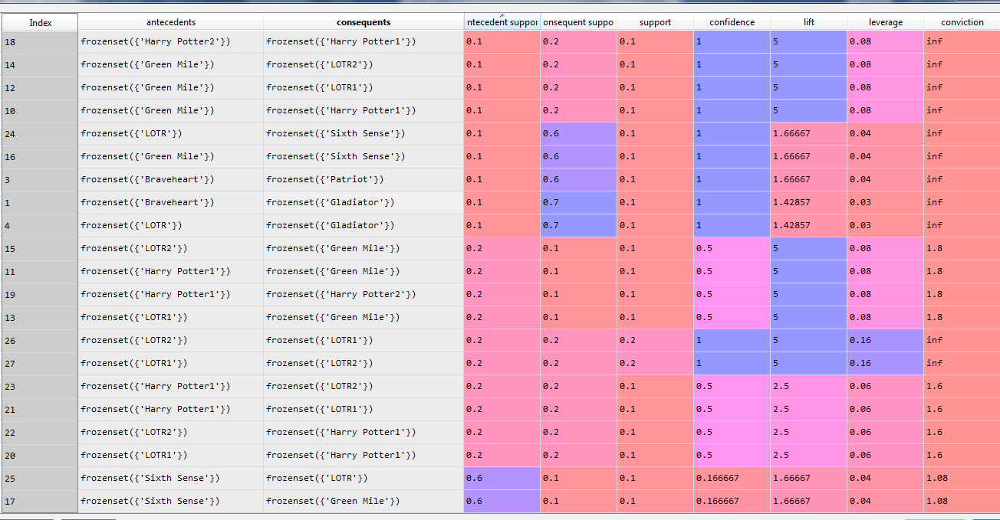 Index antecedents consequents ntecedent suppor onsequent suppo support confidence lift leverage conviction
18 frozenset({'Harry Potter2'}) frozenset({'Harry Potter1'}) 0.1 0.2 0.1 1 5 0.08 inf
14 frozenset({'Green Mile'}) frozenset({'LOTR2'}) 0.1 0.2 0.1 1 5 0.08 inf
12 frozenset({'Green Mile'}) frozenset({'LOTR1'}) 0.1 0.2 0.1 1 5 0.08 inf
10 frozenset({'Green Mile'}) frozenset({'Harry Potter1'}) 0.1 0.2 0.1 1 5 0.08 inf
24 frozenset({'LOTR'}) frozenset({'Sixth Sense'}) 0.1 0.6 0.1 1 1.66667 0.04 inf
16 frozenset({'Green Mile'}) frozenset({'Sixth Sense'}) 0.1 0.6 0.1 1 1.66667 0.04 inf
3 frozenset({'Braveheart'}) frozenset({'Patriot'}) 0.1 0.6 0.1 1 1.66667 0.04 inf
1 frozenset({'Braveheart'}) frozenset({'Gladiator'}) 0.1 0.7 0.1 1 1.42857 0.03 inf
4 frozenset({'LOTR'}) frozenset({'Gladiator'}) 0.1 0.7 0.1 1 1.42857 0.03 inf
15 frozenset({'LOTR2'}) frozenset({'Green Mile'}) 0.2 0.1 0.1 0.5 5 0.08 1.8
11 frozenset({'Harry Potter1'}) frozenset({'Green Mile'}) 0.2 0.1 0.1 0.5 5 0.08 1.8
19 frozenset({'Harry Potter1'}) frozenset({'Harry Potter2'}) 0.2 0.1 0.1 0.5 5 0.08 1.8
13 frozenset({'LOTR1'}) frozenset({'Green Mile'}) 0.2 0.1 0.1 0.5 5 0.08 1.8
26 frozenset({'LOTR2'}) frozenset({'LOTR1'}) 0.2 0.2 0.2 1 5 0.16 inf
27 frozenset({'LOTR1'}) frozenset({'LOTR2'}) 0.2 0.2 0.2 1 5 0.16 inf
23 frozenset({'Harry Potter1'}) frozenset({'LOTR2'}) 0.2 0.2 0.1 0.5 2.5 0.06 1.6
21 frozenset({'Harry Potter1'}) frozenset({'LOTR1'}) 0.2 0.2 0.1 0.5 2.5 0.06 1.6
22 frozenset({'LOTR2'}) frozenset({'Harry Potter1'}) 0.2 0.2 0.1 0.5 2.5 0.06 1.6
20 frozenset({'LOTR1'}) frozenset({'Harry Potter1'}) 0.2 0.2 0.1 0.5 2.5 0.06 1.6
25 frozenset({'Sixth Sense'}) frozenset({'LOTR'}) 0.6 0.1 0.1 0.166667 1.66667 0.04 1.08
17 frozenset({'Sixth Sense'}) frozenset({'Green Mile'}) 0.6 0.1 0.1 0.166667 1.66667 0.04 1.08